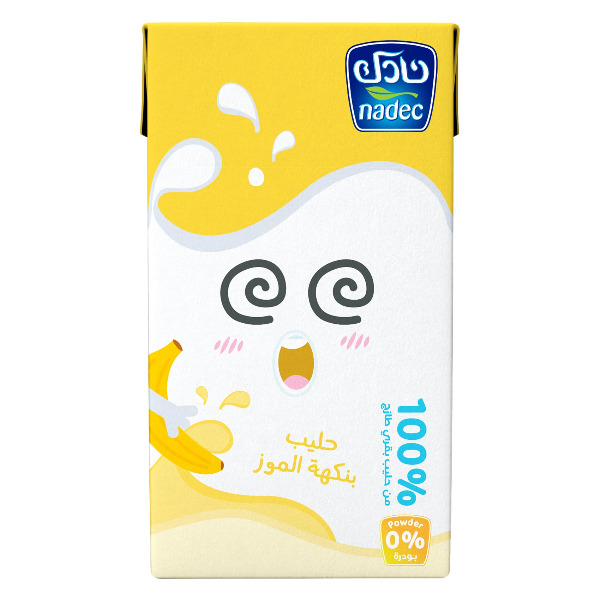 نادك
nadec
حليب
بنكهة الموز
100%
من حليب بقري طازج
Powder
0%
بودرة